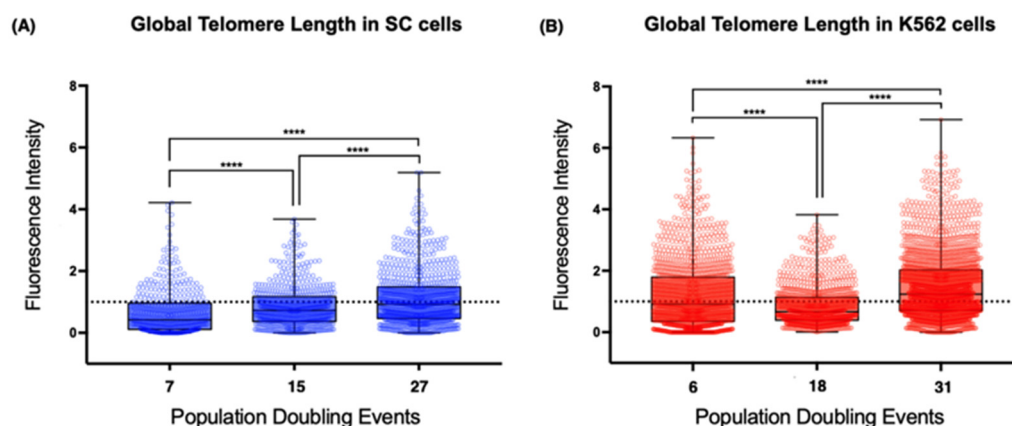 (A)
Global Telomere Length in SC cells
8
6
4
2
0
Fluorescence Intensity
****
****
****
7
15
27
Population Doubling Events
(B)
Global Telomere Length in K562 cells
8
6
4
2
0
Fluorescence Intensity
****
****
****
6
18
31
Population Doubling Events